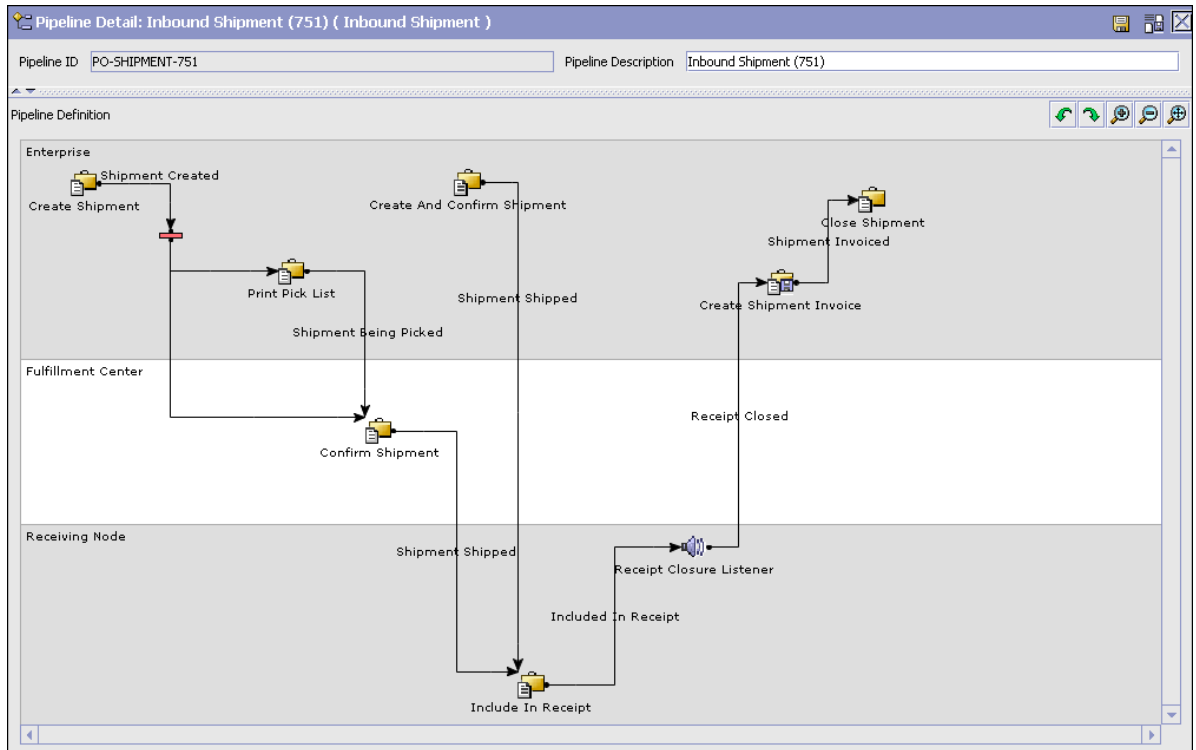 Pipeline Detail: Inbound Shipment (751) ( Inbound Shipment )
Pipeline ID PO-SHIPMENT-751 Pipeline Description Inbound Shipment (751)
Pipeline Definition
Enterprise
Shipment Created
Create Shipment
Create And Confirm Shipment
Close Shipment
Shipment Invoiced
Print Pick List
Shipment Shipped
Create Shipment Invoice
Shipment Being Picked
Fulfillment Center
Receipt Closed
Confirm Shipment
Receiving Node
Shipment Shipped
Receipt Closure Listener
Included In Receipt
Include In Receipt